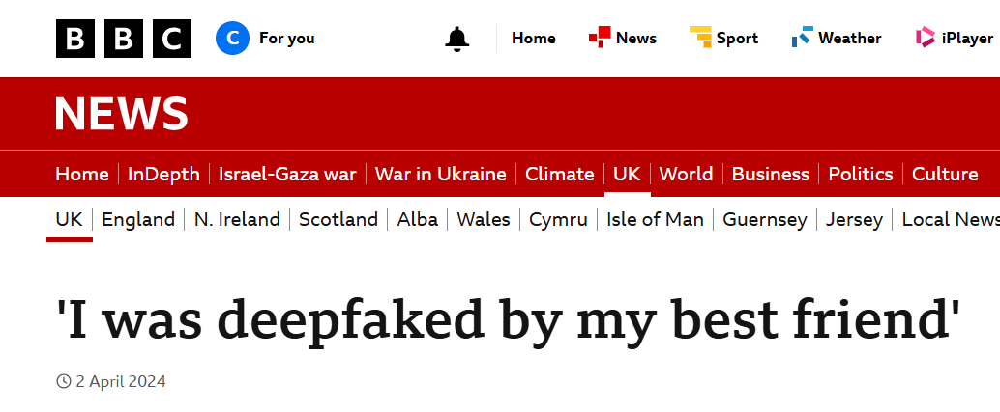 BBC C For you Home News Sport Weather iPlayer
NEWS
Home InDepth Israel-Gaza war War in Ukraine Climate UK World Business Politics Culture
UK England N. Ireland Scotland Alba Wales Cymru Isle of Man Guernsey Jersey Local News
'I was deepfaked by my best friend'
2 April 2024